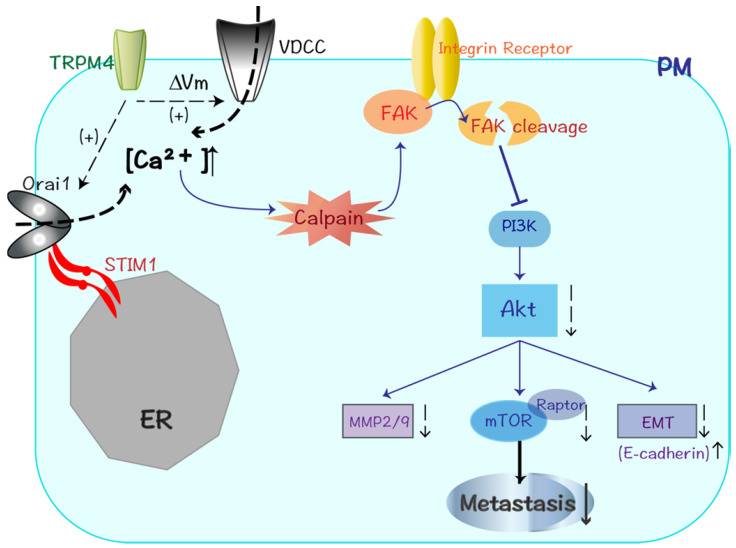 TRPM4
VDCC
Integrin Receptor
PM
ΔVm
(+)
(+)
FAK
FAK cleavage
[Ca²⁺ ]↑
Orai1
Calpain
PI3K
STIM1
Akt ↓
ER
MMP2/9 ↓
mTOR
Raptor ↓
EMT ↓
(E-cadherin)↑
Metastasis ↓